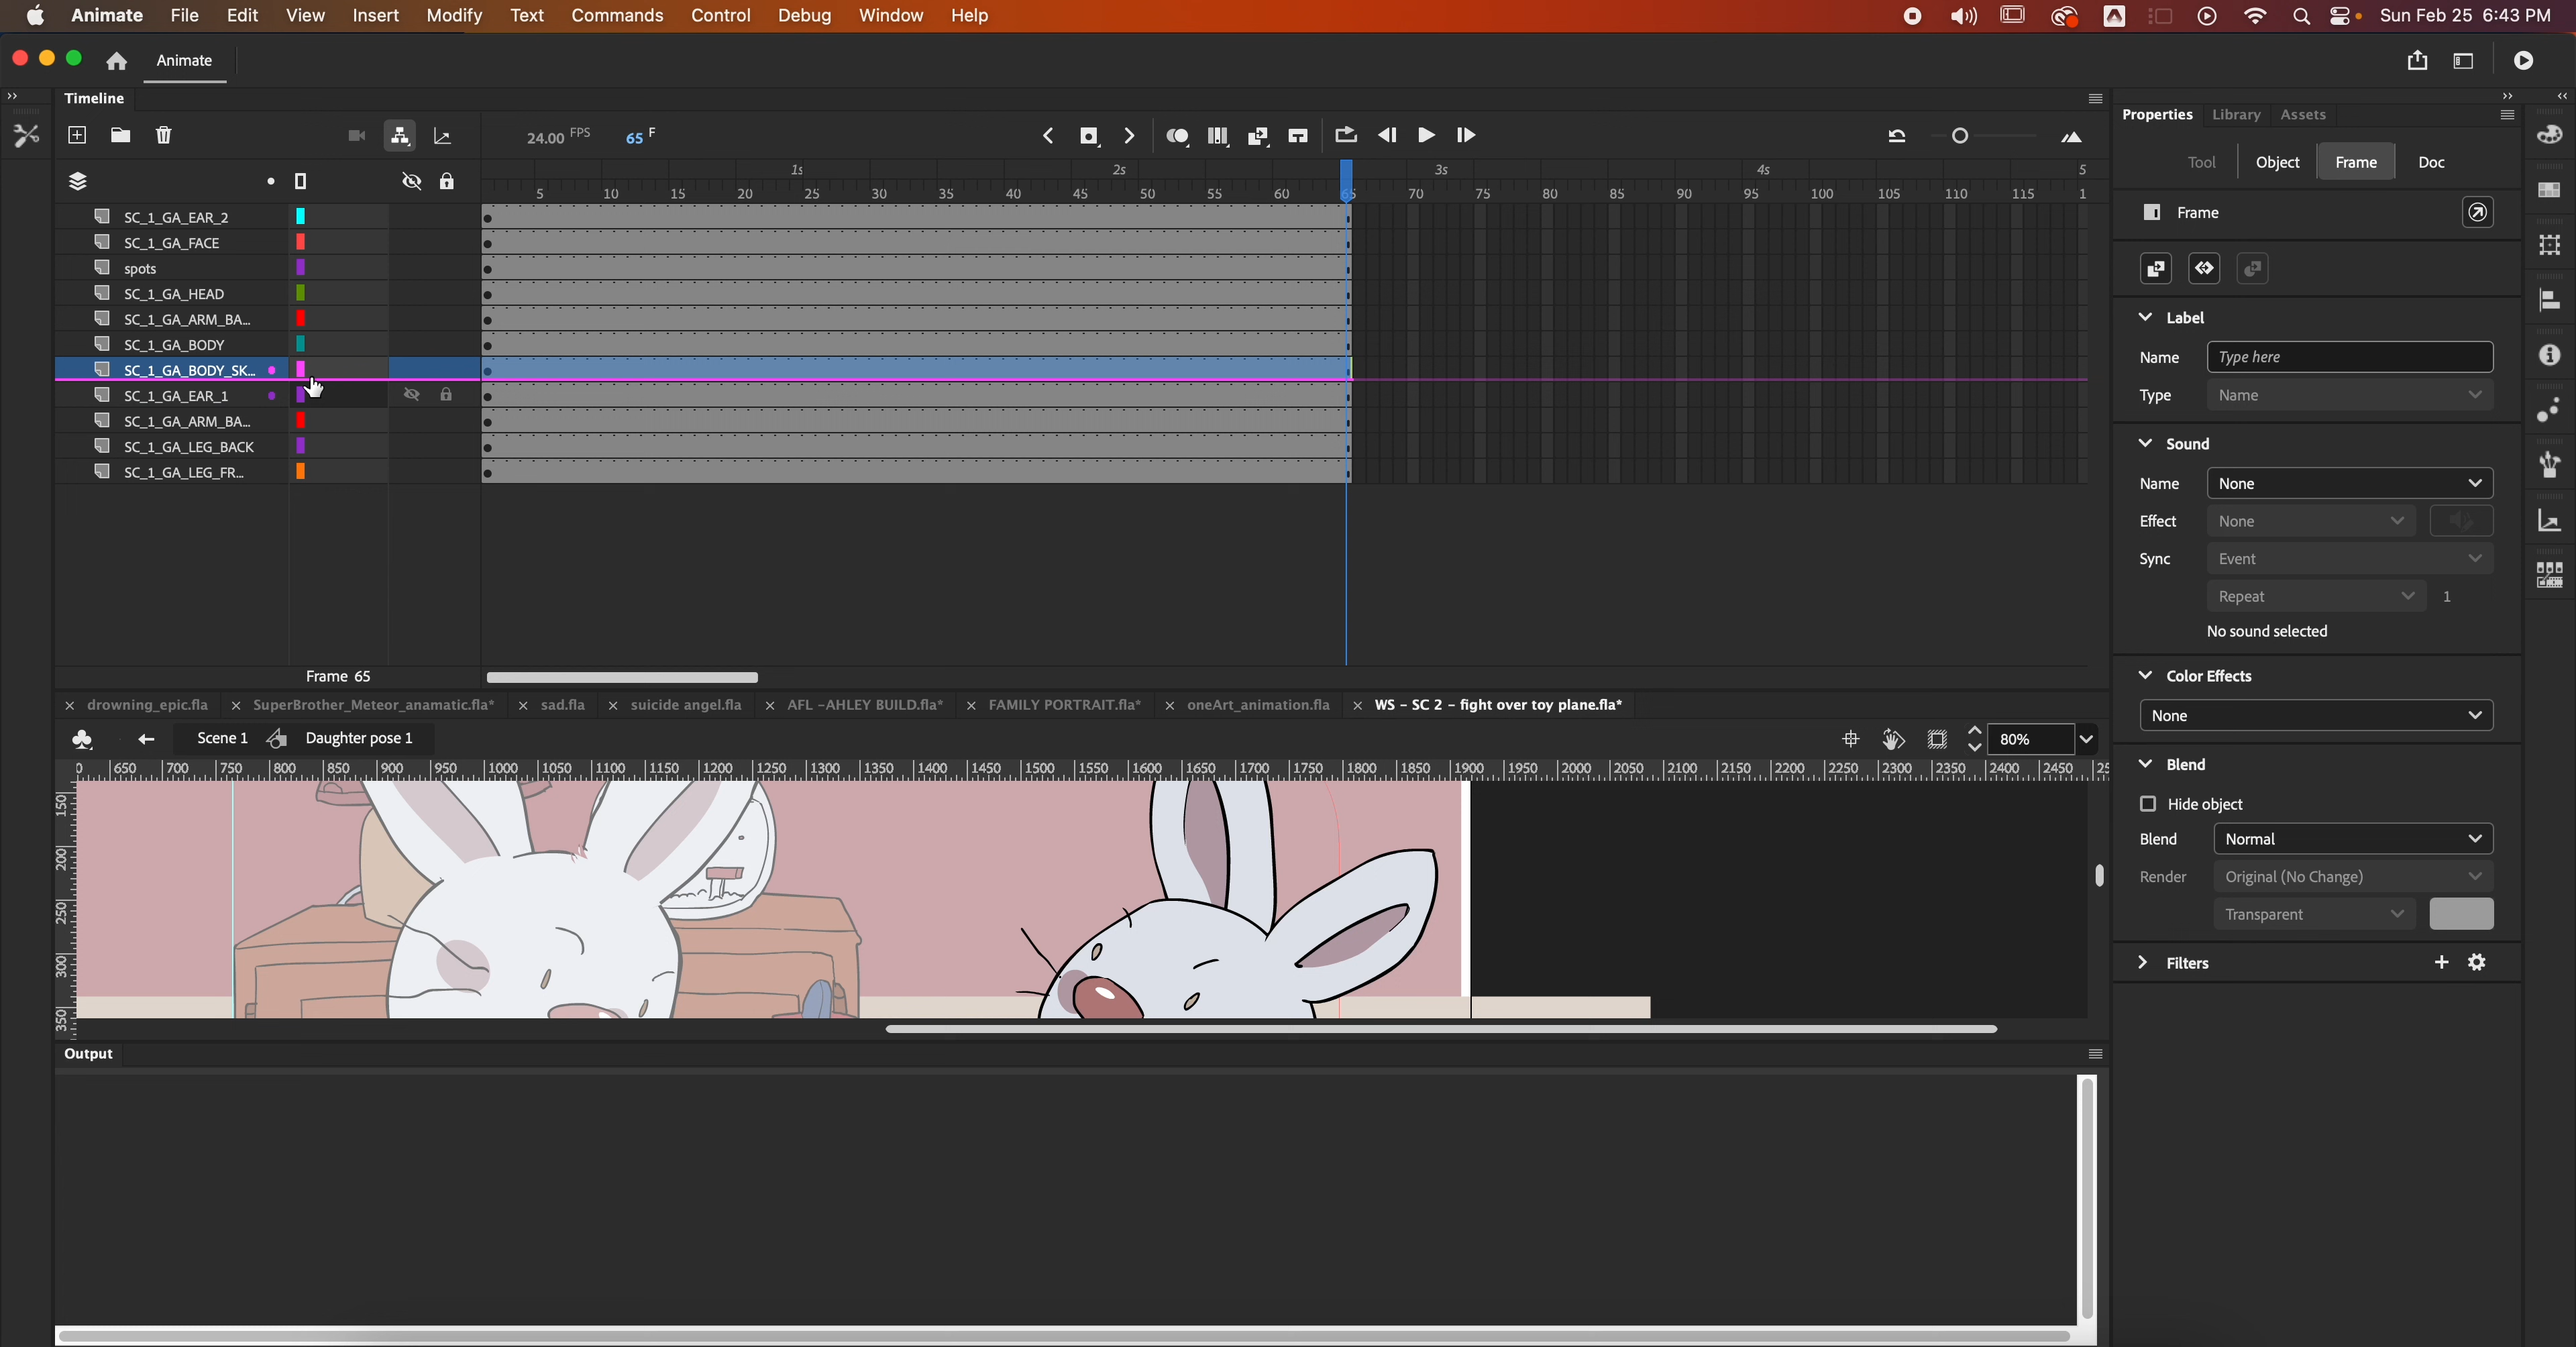 Animate File Edit View Insert Modify Text Commands Control Debug Window Help Sun Feb 25 6:43 PM
Animate
Timeline
24.00 FPS 65 F
1s 2s 3s 4s 5
5 10 15 20 25 30 35 40 45 50 55 60 65 70 75 80 85 90 95 100 105 110 115 1
SC_1_GA_EAR_2
SC_1_GA_FACE
spots
SC_1_GA_HEAD
SC_1_GA_ARM_BA...
SC_1_GA_BODY
SC_1_GA_BODY_SK...
SC_1_GA_EAR_1
SC_1_GA_ARM_BA...
SC_1_GA_LEG_BACK
SC_1_GA_LEG_FR...
Frame 65
drowning_epic.fla SuperBrother_Meteor_anamatic.fla* sad.fla suicide angel.fla AFL -AHLEY BUILD.fla* FAMILY PORTRAIT.fla* oneArt_animation.fla WS - SC 2 - fight over toy plane.fla*
Scene 1 Daughter pose 1 80%
0 650 700 750 800 850 900 950 1000 1050 1100 1150 1200 1250 1300 1350 1400 1450 1500 1550 1600 1650 1700 1750 1800 1850 1900 1950 2000 2050 2100 2150 2200 2250 2300 2350 2400 2450 25
150
200
250
300
350
Output
Properties Library Assets
Tool Object Frame Doc
Frame
Label
Name Type here
Type Name
Sound
Name None
Effect None
Sync Event
Repeat 1
No sound selected
Color Effects
None
Blend
Hide object
Blend Normal
Render Original (No Change)
Transparent
Filters